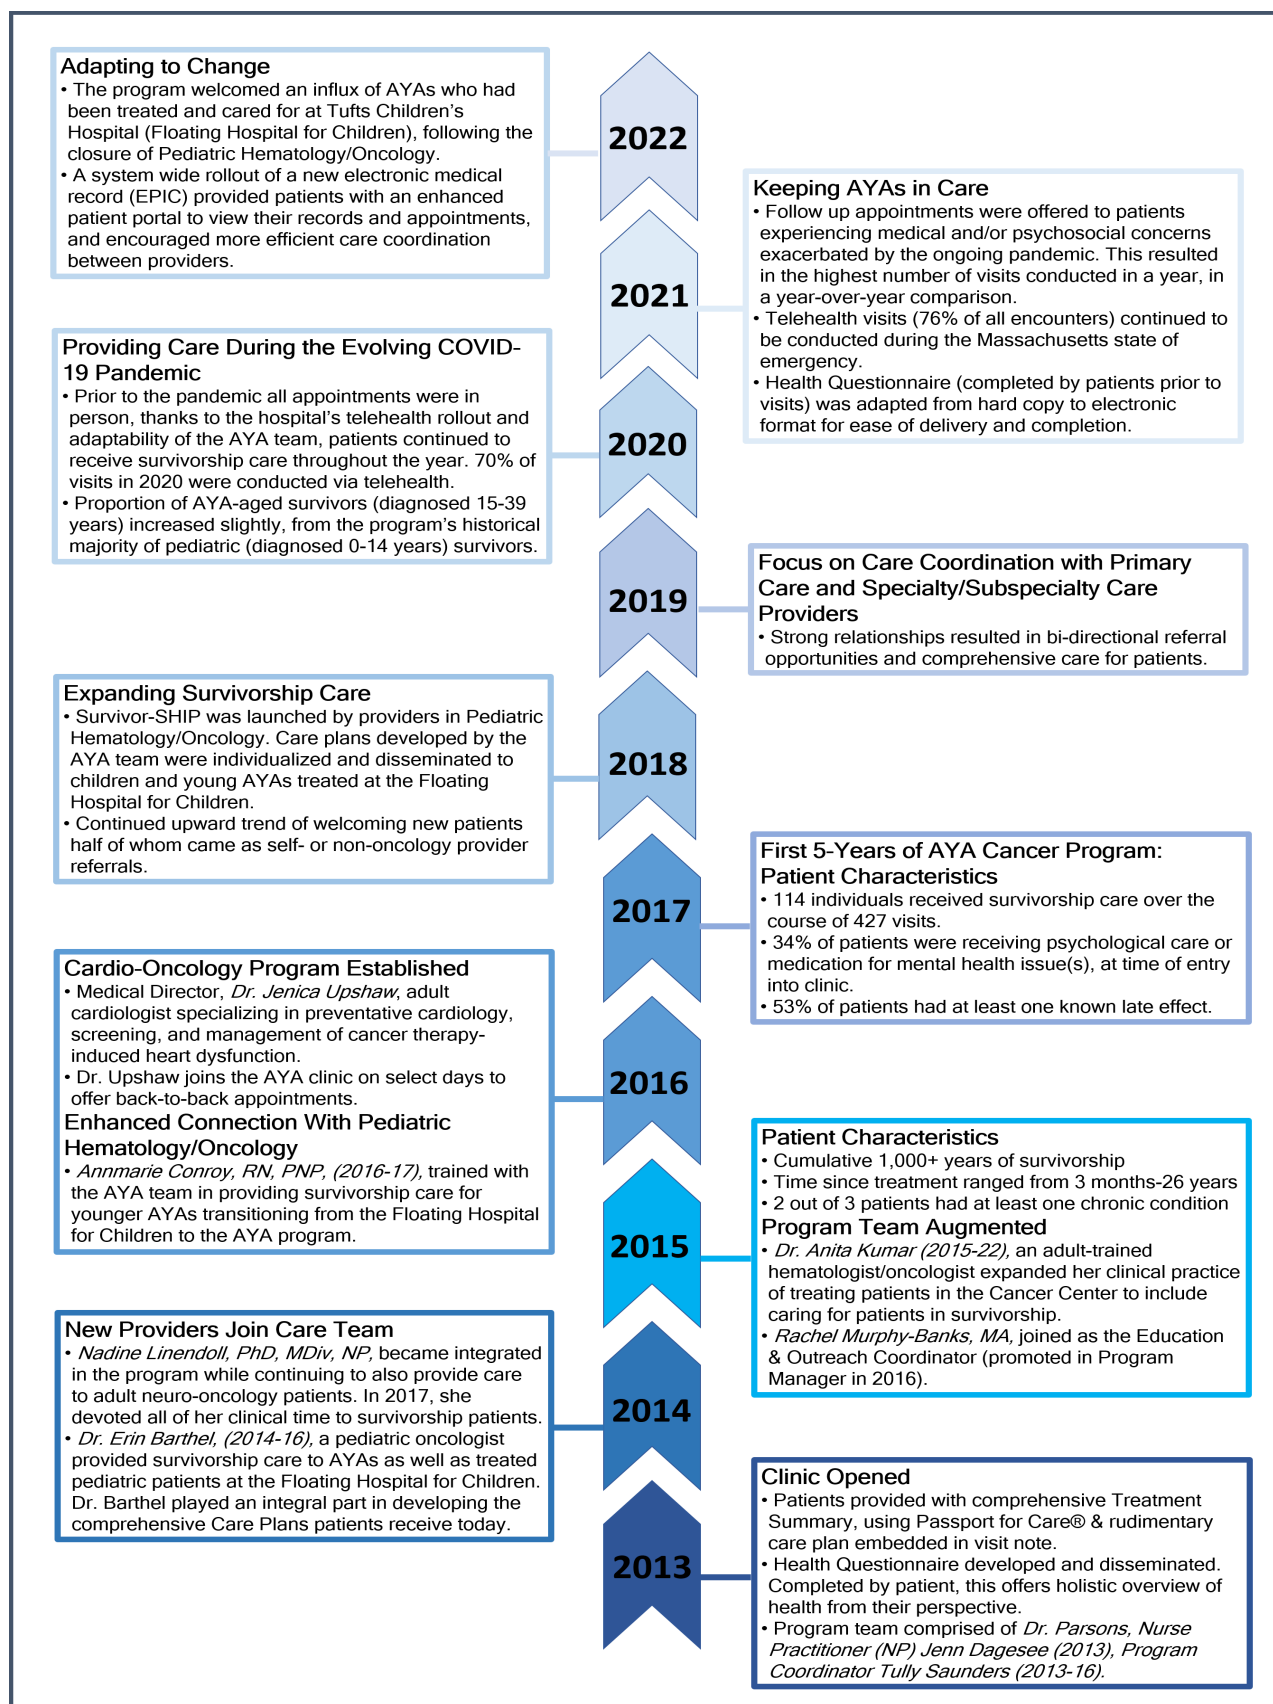 Adapting to Change
• The program welcomed an influx of AYAs who had
been treated and cared for at Tufts Children's
Hospital (Floating Hospital for Children), following the
closure of Pediatric Hematology/Oncology.
• A system wide rollout of a new electronic medical
record (EPIC) provided patients with an enhanced
patient portal to view their records and appointments,
and encouraged more efficient care coordination
between providers.
2022
Keeping AYAs in Care
• Follow up appointments were offered to patients
experiencing medical and/or psychosocial concerns
exacerbated by the ongoing pandemic. This resulted
in the highest number of visits conducted in a year, in
a year-over-year comparison.
• Telehealth visits (76% of all encounters) continued to
be conducted during the Massachusetts state of
emergency.
• Health Questionnaire (completed by patients prior to
visits) was adapted from hard copy to electronic
format for ease of delivery and completion.
2021
Providing Care During the Evolving COVID-
19 Pandemic
• Prior to the pandemic all appointments were in
person, thanks to the hospital's telehealth rollout and
adaptability of the AYA team, patients continued to
receive survivorship care throughout the year. 70% of
visits in 2020 were conducted via telehealth.
• Proportion of AYA-aged survivors (diagnosed 15-39
years) increased slightly, from the program's historical
majority of pediatric (diagnosed 0-14 years) survivors.
2020
Focus on Care Coordination with Primary
Care and Specialty/Subspecialty Care
Providers
• Strong relationships resulted in bi-directional referral
opportunities and comprehensive care for patients.
2019
Expanding Survivorship Care
• Survivor-SHIP was launched by providers in Pediatric
Hematology/Oncology. Care plans developed by the
AYA team were individualized and disseminated to
children and young AYAs treated at the Floating
Hospital for Children.
• Continued upward trend of welcoming new patients
half of whom came as self- or non-oncology provider
referrals.
2018
First 5-Years of AYA Cancer Program:
Patient Characteristics
• 114 individuals received survivorship care over the
course of 427 visits.
• 34% of patients were receiving psychological care or
medication for mental health issue(s), at time of entry
into clinic.
• 53% of patients had at least one known late effect.
2017
Cardio-Oncology Program Established
• Medical Director, Dr. Jenica Upshaw, adult
cardiologist specializing in preventative cardiology,
screening, and management of cancer therapy-
induced heart dysfunction.
• Dr. Upshaw joins the AYA clinic on select days to
offer back-to-back appointments.
Enhanced Connection With Pediatric
Hematology/Oncology
• Annmarie Conroy, RN, PNP, (2016-17), trained with
the AYA team in providing survivorship care for
younger AYAs transitioning from the Floating Hospital
for Children to the AYA program.
2016
Patient Characteristics
• Cumulative 1,000+ years of survivorship
• Time since treatment ranged from 3 months-26 years
• 2 out of 3 patients had at least one chronic condition
Program Team Augmented
• Dr. Anita Kumar (2015-22), an adult-trained
hematologist/oncologist expanded her clinical practice
of treating patients in the Cancer Center to include
caring for patients in survivorship.
• Rachel Murphy-Banks, MA, joined as the Education
& Outreach Coordinator (promoted in Program
Manager in 2016).
2015
New Providers Join Care Team
• Nadine Linendoll, PhD, MDiv, NP, became integrated
in the program while continuing to also provide care
to adult neuro-oncology patients. In 2017, she
devoted all of her clinical time to survivorship patients.
• Dr. Erin Barthel, (2014-16), a pediatric oncologist
provided survivorship care to AYAs as well as treated
pediatric patients at the Floating Hospital for Children.
Dr. Barthel played an integral part in developing the
comprehensive Care Plans patients receive today.
2014
Clinic Opened
• Patients provided with comprehensive Treatment
Summary, using Passport for Care® & rudimentary
care plan embedded in visit note.
• Health Questionnaire developed and disseminated.
Completed by patient, this offers holistic overview of
health from their perspective.
• Program team comprised of Dr. Parsons, Nurse
Practitioner (NP) Jenn Dagesee (2013), Program
Coordinator Tully Saunders (2013-16).
2013